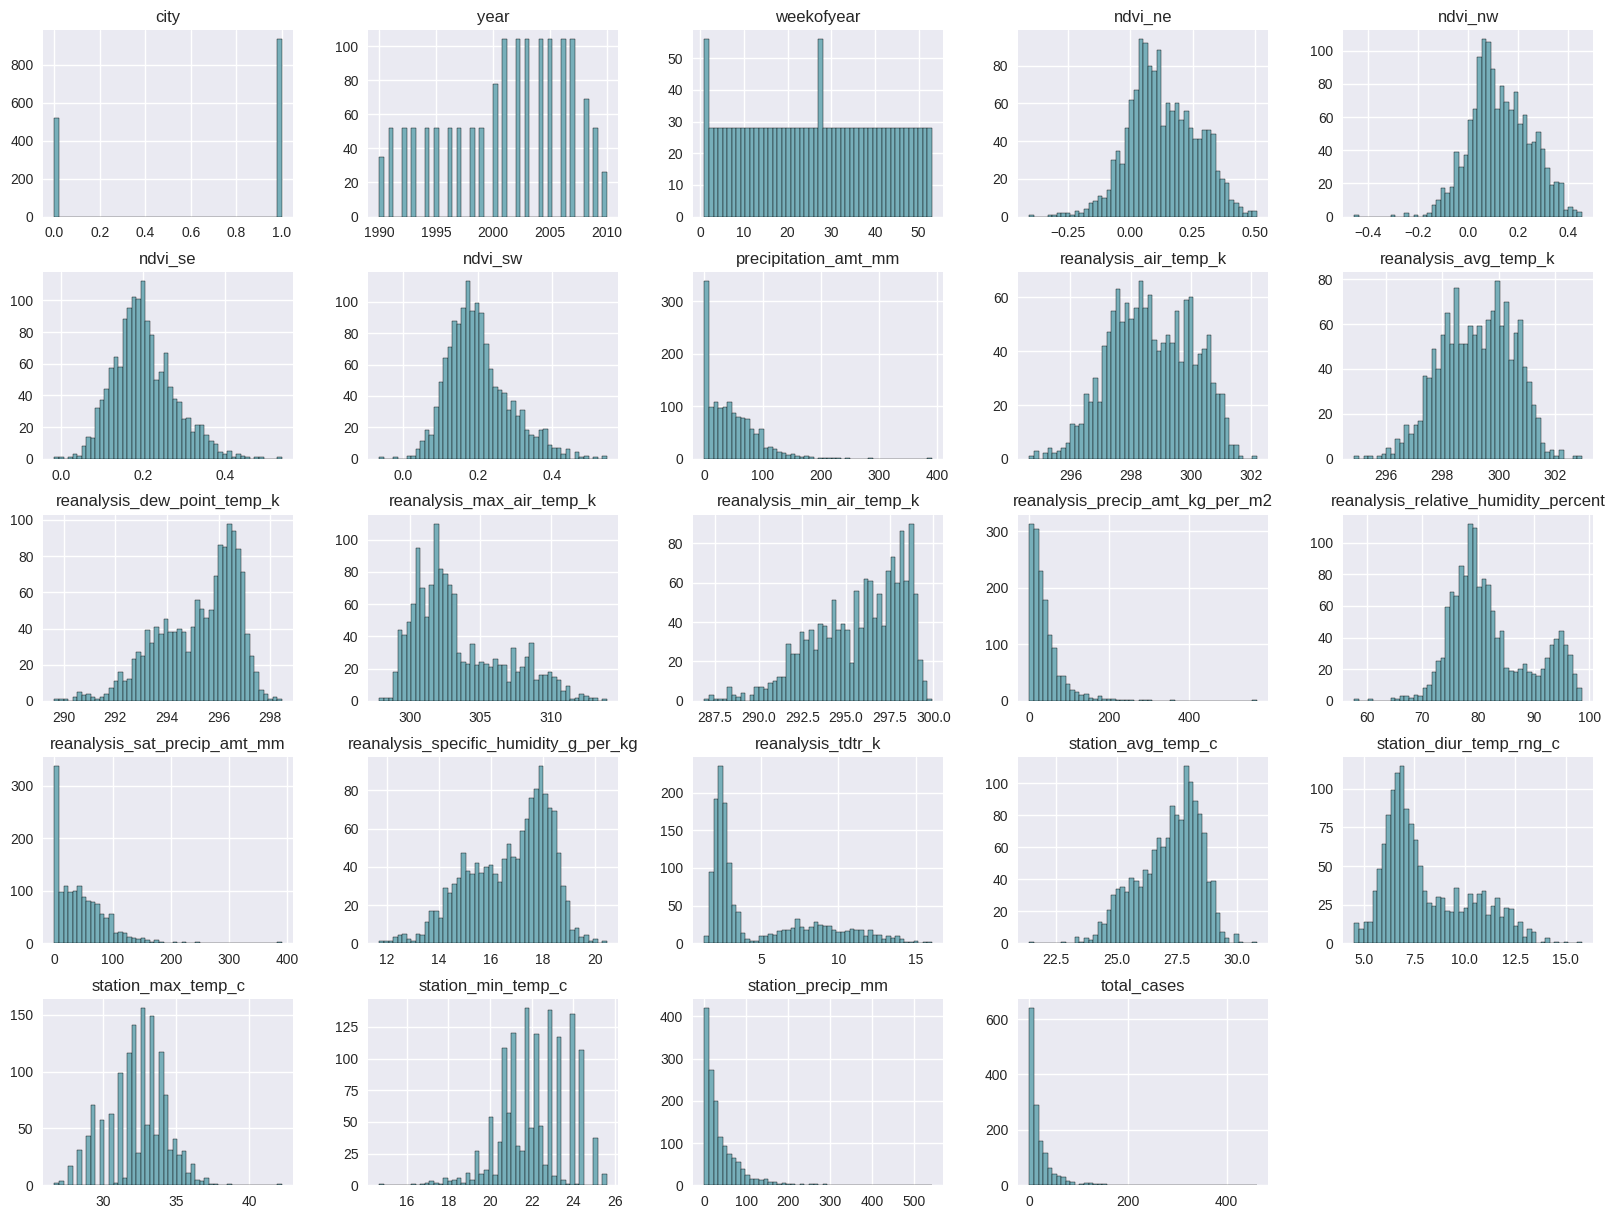 city
800
600
400
200
0
0.0 0.2 0.4 0.6 0.8 1.0
year
100
80
60
40
20
0
1990 1995 2000 2005 2010
weekofyear
50
40
30
20
10
0
0 10 20 30 40 50
ndvi_ne
80
60
40
20
0
−0.25 0.00 0.25 0.50
ndvi_nw
100
80
60
40
20
0
−0.4 −0.2 0.0 0.2 0.4
ndvi_se
100
80
60
40
20
0
0.0 0.2 0.4
ndvi_sw
100
80
60
40
20
0
0.0 0.2 0.4
precipitation_amt_mm
300
200
100
0
0 100 200 300 400
reanalysis_air_temp_k
60
40
20
0
296 298 300 302
reanalysis_avg_temp_k
80
60
40
20
0
296 298 300 302
reanalysis_dew_point_temp_k
100
80
60
40
20
0
290 292 294 296 298
reanalysis_max_air_temp_k
100
80
60
40
20
0
300 305 310
reanalysis_min_air_temp_k
80
60
40
20
0
287.5 290.0 292.5 295.0 297.5 300.0
reanalysis_precip_amt_kg_per_m2
300
200
100
0
0 200 400
reanalysis_relative_humidity_percent
100
80
60
40
20
0
60 70 80 90 100
reanalysis_sat_precip_amt_mm
300
200
100
0
0 100 200 300 400
reanalysis_specific_humidity_g_per_kg
80
60
40
20
0
12 14 16 18 20
reanalysis_tdtr_k
200
150
100
50
0
5 10 15
station_avg_temp_c
100
80
60
40
20
0
22.5 25.0 27.5 30.0
station_diur_temp_rng_c
100
75
50
25
0
5.0 7.5 10.0 12.5 15.0
station_max_temp_c
150
100
50
0
30 35 40
station_min_temp_c
125
100
75
50
25
0
16 18 20 22 24 26
station_precip_mm
400
300
200
100
0
0 100 200 300 400 500
total_cases
600
400
200
0
0 200 400